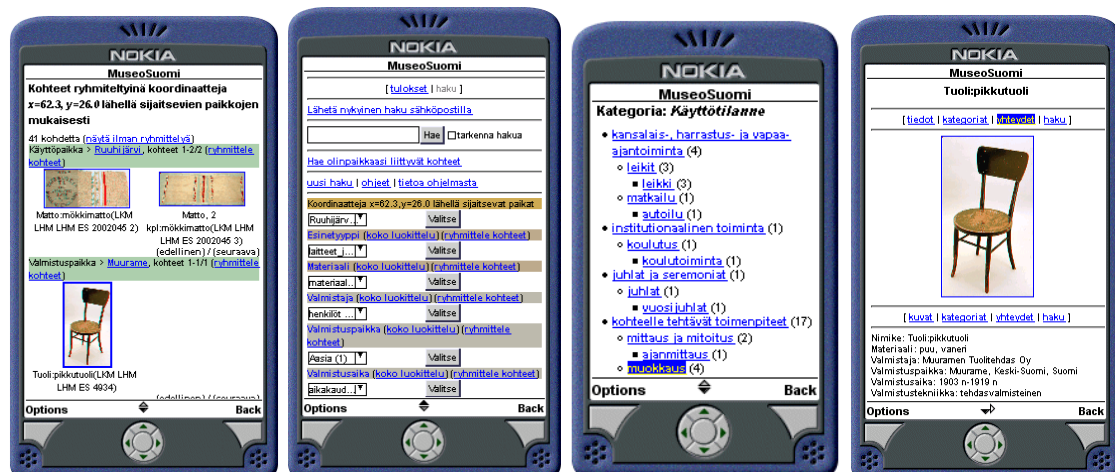 NOKIA
MuseoSuomi
Kohteet ryhmiteltyinä koordinaatteja
x=62.3, y=26.0 lähellä sijaitsevien paikkojen
mukaisesti
41 kohdetta (näytä ilman ryhmittelyä)
Käyttöpaikka > Ruuhijärvi, kohteet 1-2/2 (ryhmittele
kohteet)
Matto:mökkimatto(LKM
LHM LHM ES 2002045 2)
Matto, 2
kpl:mökkimatto(LKM LHM
LHM ES 2002045 3)
(edellinen) / (seuraava)
Valmistuspaikka > Muurame, kohteet 1-1/1 (ryhmittele
kohteet)
Tuoli:pikkutuoli(LKM LHM
LHM ES 4934)
(edellinen) / (seuraava)
Options
Back
NOKIA
MuseoSuomi
[ tulokset | haku ]
Lähetä nykyinen haku sähköpostilla
Hae
tarkenna hakua
Hae olinpaikkaasi liittyvät kohteet
uusi haku | ohjeet | tietoa ohjelmasta
Koordinaatteja x=62.3,y=26.0 lähellä sijaitsevat paikat
Ruuhijärv...
Valitse
Esinetyyppi (koko luokittelu) (ryhmittele kohteet)
laitteet_j...
Valitse
Materiaali (koko luokittelu) (ryhmittele kohteet)
materiaal...
Valitse
Valmistaja (koko luokittelu) (ryhmittele kohteet)
henkilöt ...
Valitse
Valmistuspaikka (koko luokittelu) (ryhmittele
kohteet)
Aasia (1)
Valitse
Valmistusaika (koko luokittelu) (ryhmittele kohteet)
aikakaud...
Valitse
Options
Back
NOKIA
MuseoSuomi
Kategoria: Käyttötilanne
kansalais-, harrastus- ja vapaa-
ajantoiminta (4)
leikit (3)
leikki (3)
matkailu (1)
autoilu (1)
institutionaalinen toiminta (1)
koulutus (1)
koulutoiminta (1)
juhlat ja seremoniat (1)
juhlat (1)
vuosijuhlat (1)
kohteelle tehtävät toimenpiteet (17)
mittaus ja mitoitus (2)
ajanmittaus (1)
muokkaus (4)
Options
Back
NOKIA
MuseoSuomi
Tuoli:pikkutuoli
[ tiedot | kategoriat | yhteydet | haku ]
[ kuvat | kategoriat | yhteydet | haku ]
Nimike: Tuoli:pikkutuoli
Materiaali: puu, vaneri
Valmistaja: Muuramen Tuolitehdas Oy
Valmistuspaikka: Muurame, Keski-Suomi, Suomi
Valmistusaika: 1903 n-1919 n
Valmistustekniikka: tehdasvalmisteinen
Options
Back